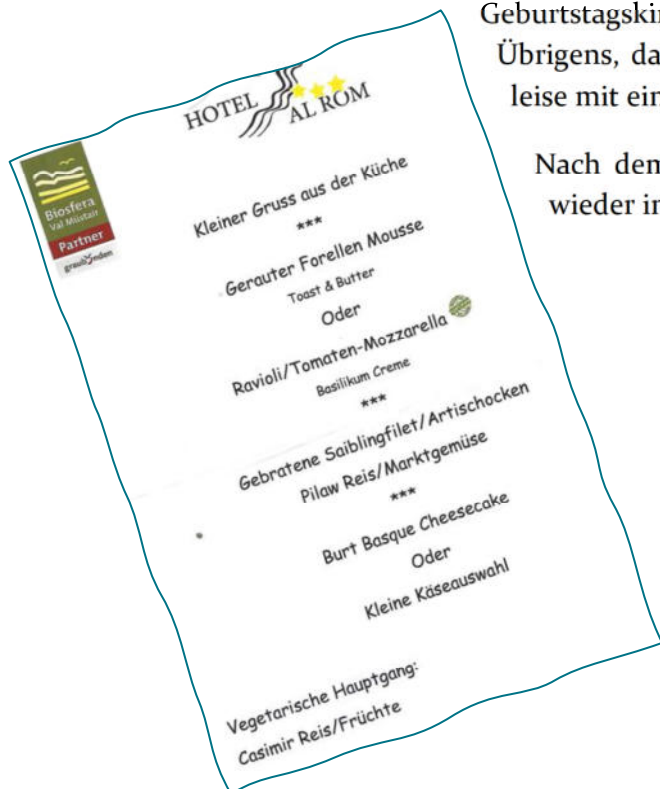 Geburtstagskin
Übrigens, da
leise mit ein
Nach dem
wieder in
HOTEL AL ROM
Biosfera
Val Müstair
Partner
graubünden
Kleiner Gruss aus der Küche
***
Gerauter Forellen Mousse
Toast & Butter
Oder
Ravioli/Tomaten-Mozzarella
Basilikum Creme
***
Gebratene Saiblingfilet/Artischocken
Pilaw Reis/Marktgemüse
***
Burt Basque Cheesecake
Oder
Kleine Käseauswahl
Vegetarische Hauptgang:
Casimir Reis/Früchte